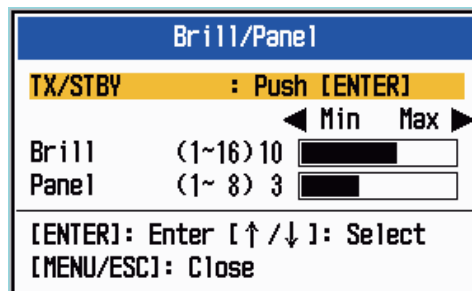 Brill/Panel
TX/STBY : Push [ENTER]
◀ Min Max ▶
Brill (1~16) 10
Panel (1~ 8) 3
[ENTER]: Enter [↑/↓]: Select
[MENU/ESC]: Close